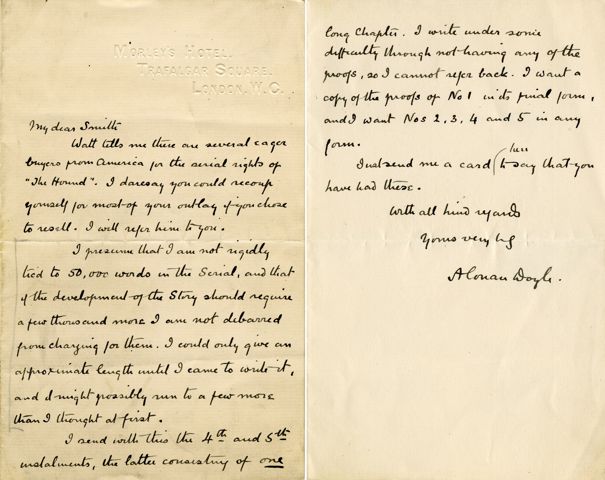 MORLEY'S HOTEL.
TRAFALGAR SQUARE.
LONDON, W.C.
My dear Smith
Watt tells me there are several eager
buyers from America for the serial rights of
"The Hound". I daresay you could recoup
yourself for most of your outlay if you chose
to resell. I will refer him to you.
I presume that I am not rigidly
tied to 50,000 words in the Serial, and that
if the development of the Story should require
a few thousand more I am not debarred
from charging for them. I could only give an
approximate length until I came to write it,
and it might possibly run to a few more
than I thought at first.
I send with this the 4th and 5th
instalments, the latter consisting of one
long Chapter. I write under some
difficulty through not having any of the
proofs, so I cannot refer back. I want a
copy of the proofs of No 1 in its final form,
and I want Nos 2, 3, 4 and 5 in any
form.
Just send me a card (here to say that you
have had these.
With all kind regards
Yours very
A Conan Doyle.